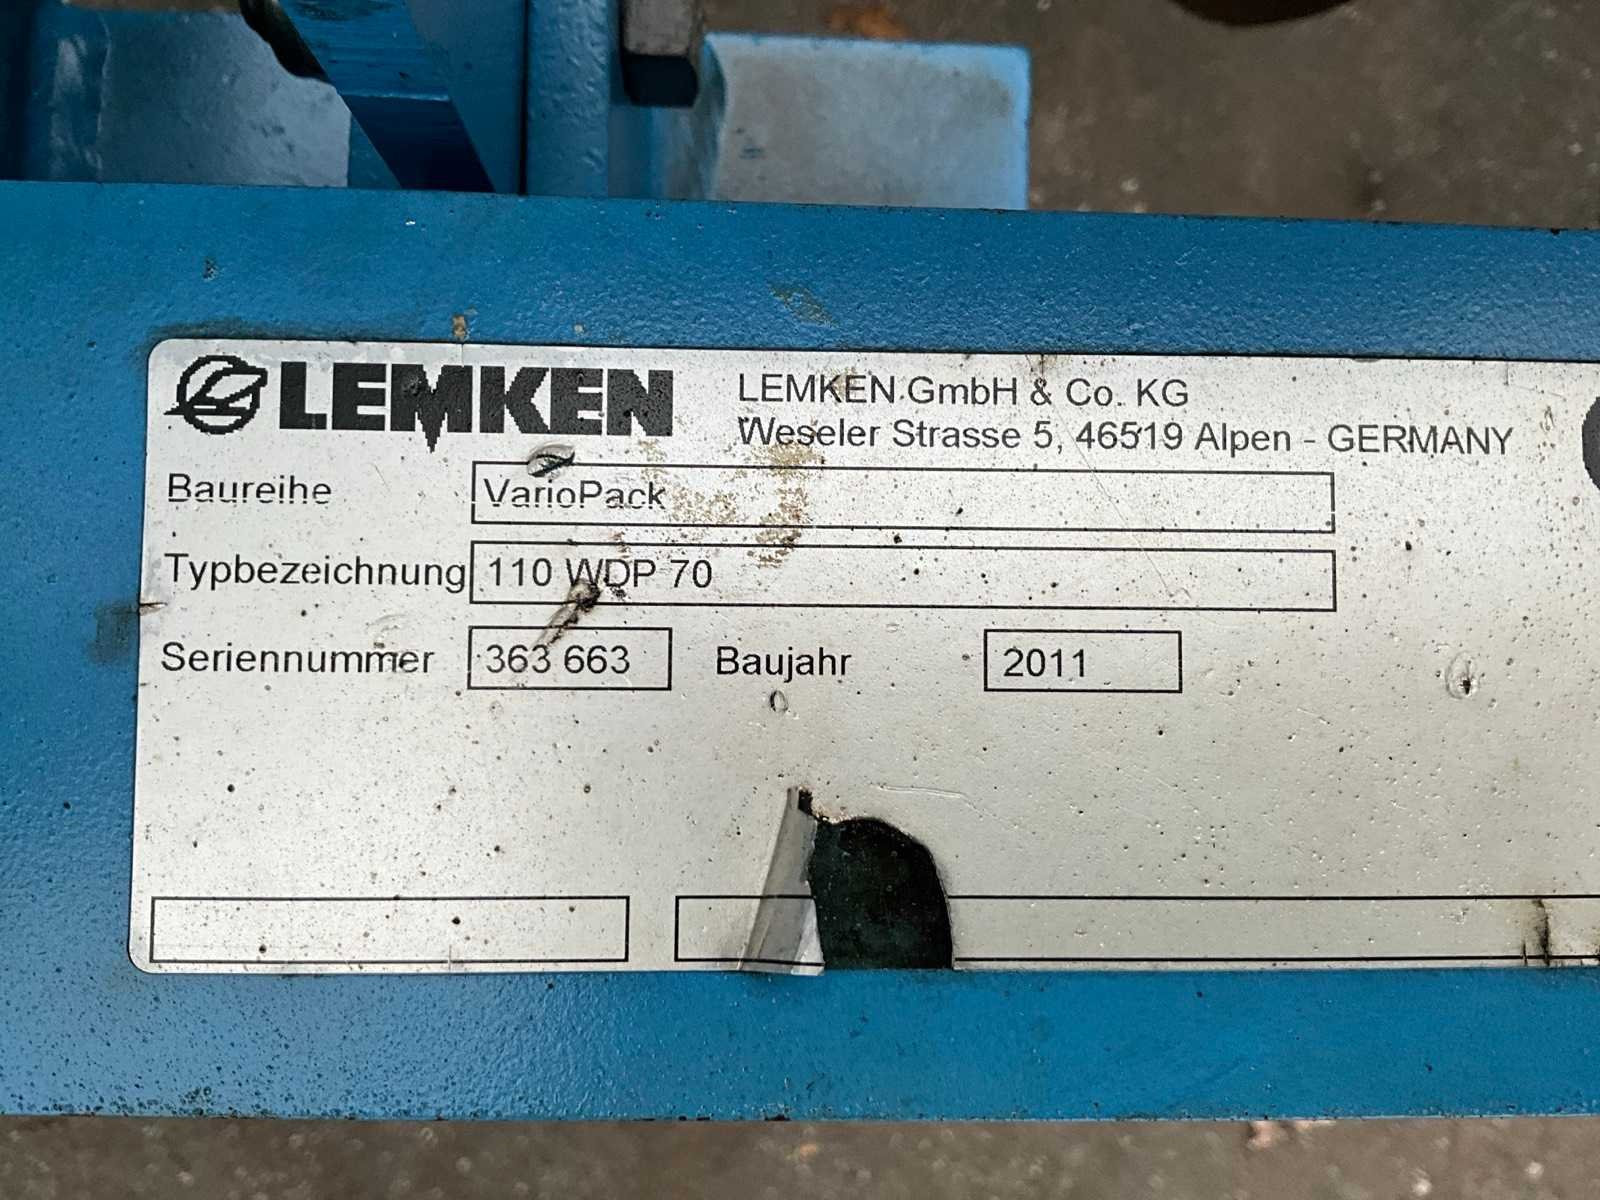 LEMKEN
LEMKEN GmbH & Co. KG
Weseler Strasse 5, 46519 Alpen - GERMANY
Baureihe VarioPack
Typbezeichnung 110 WDP 70
Seriennummer 363 663 Baujahr 2011